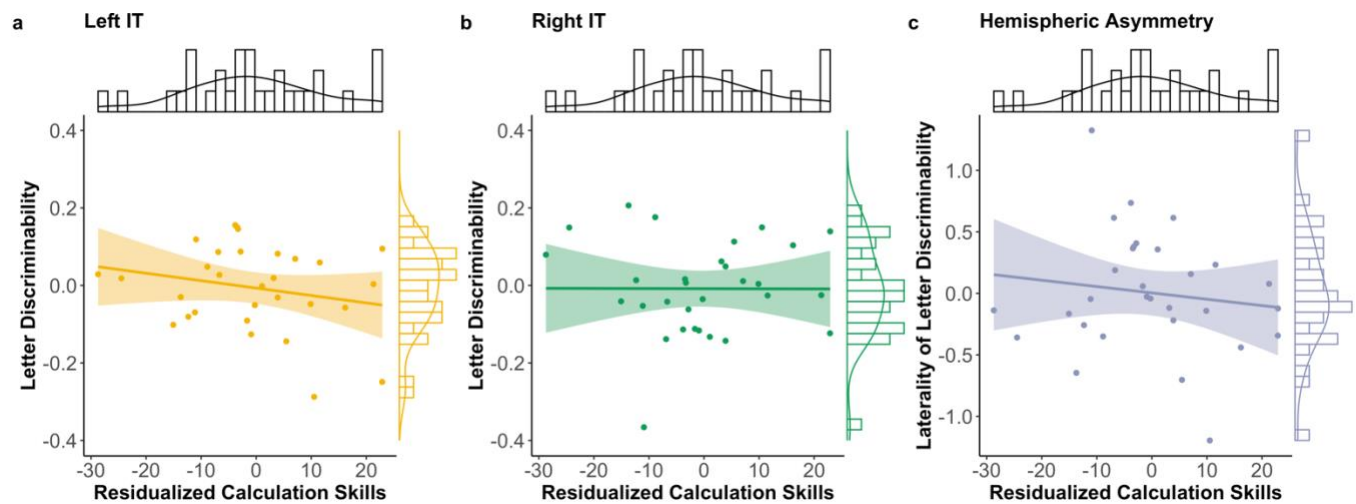 a Left IT
b Right IT
c Hemispheric Asymmetry
Letter Discriminability
0.4
0.2
0.0
-0.2
-0.4
-30 -20 -10 0 10 20
Residualized Calculation Skills
Letter Discriminability
0.4
0.2
0.0
-0.2
-0.4
-30 -20 -10 0 10 20
Residualized Calculation Skills
Laterality of Letter Discriminability
1.0
0.5
0.0
-0.5
-1.0
-30 -20 -10 0 10 20
Residualized Calculation Skills